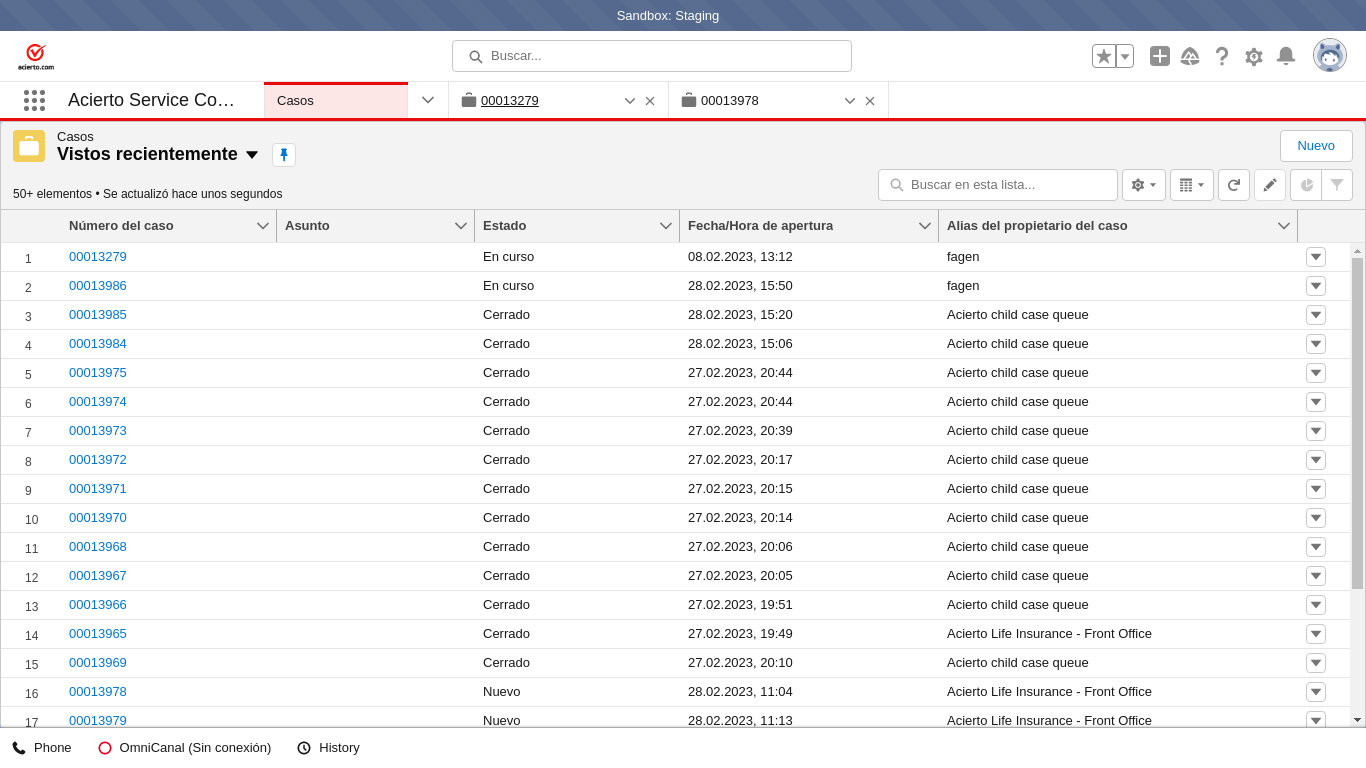 Sandbox: Staging
acierto.com
Buscar...
Acierto Service Co…
Casos
00013279
00013978
Casos
Vistos recientemente
Nuevo
50+ elementos • Se actualizó hace unos segundos
Buscar en esta lista...
Número del caso Asunto Estado Fecha/Hora de apertura Alias del propietario del caso
1 00013279 En curso 08.02.2023, 13:12 fagen
2 00013986 En curso 28.02.2023, 15:50 fagen
3 00013985 Cerrado 28.02.2023, 15:20 Acierto child case queue
4 00013984 Cerrado 28.02.2023, 15:06 Acierto child case queue
5 00013975 Cerrado 27.02.2023, 20:44 Acierto child case queue
6 00013974 Cerrado 27.02.2023, 20:44 Acierto child case queue
7 00013973 Cerrado 27.02.2023, 20:39 Acierto child case queue
8 00013972 Cerrado 27.02.2023, 20:17 Acierto child case queue
9 00013971 Cerrado 27.02.2023, 20:15 Acierto child case queue
10 00013970 Cerrado 27.02.2023, 20:14 Acierto child case queue
11 00013968 Cerrado 27.02.2023, 20:06 Acierto child case queue
12 00013967 Cerrado 27.02.2023, 20:05 Acierto child case queue
13 00013966 Cerrado 27.02.2023, 19:51 Acierto child case queue
14 00013965 Cerrado 27.02.2023, 19:49 Acierto Life Insurance - Front Office
15 00013969 Cerrado 27.02.2023, 20:10 Acierto child case queue
16 00013978 Nuevo 28.02.2023, 11:04 Acierto Life Insurance - Front Office
17 00013979 Nuevo 28.02.2023, 11:13 Acierto Life Insurance - Front Office
Phone
OmniCanal (Sin conexión)
History